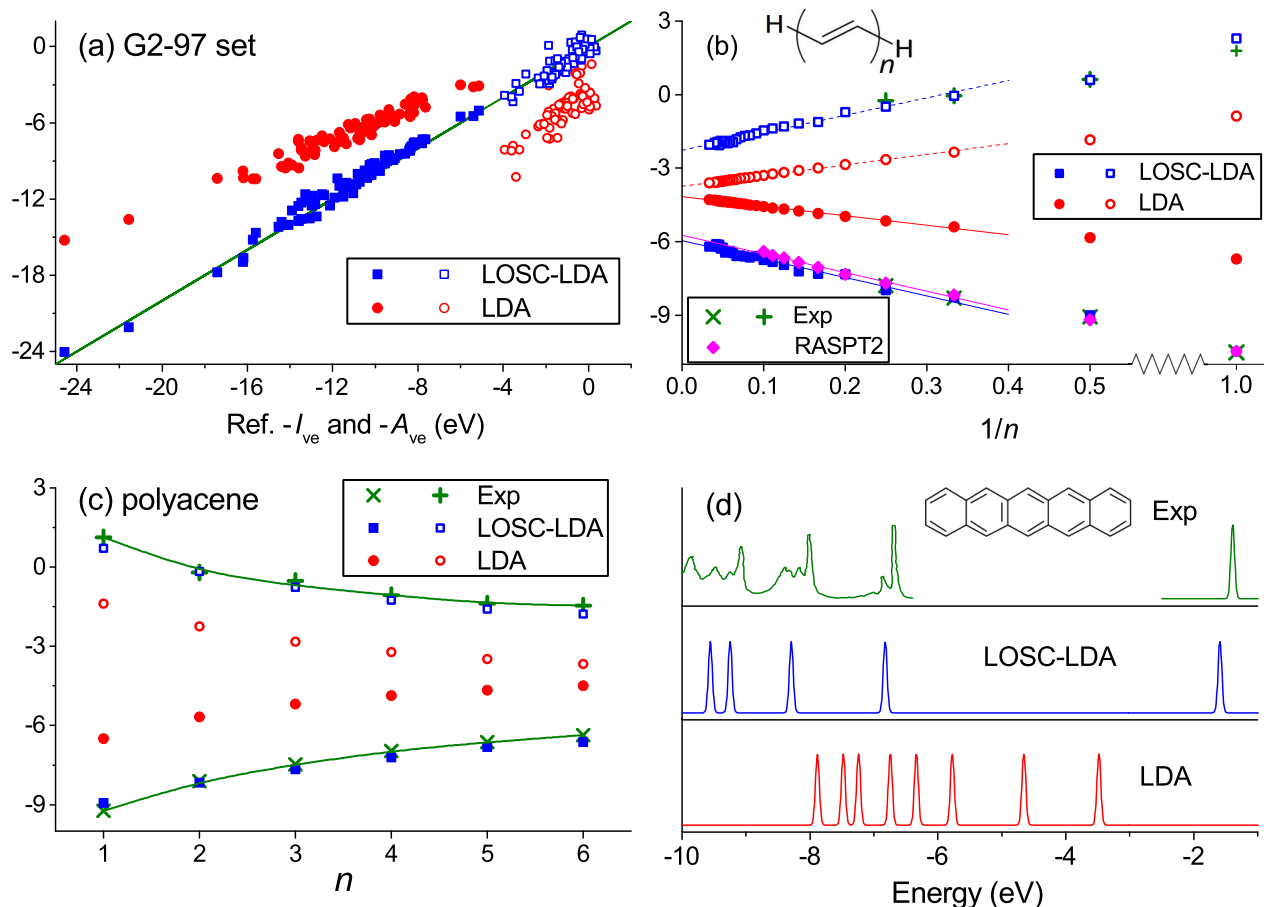 (a) G2-97 set
0
-6
-12
-18
-24
LOSC-LDA
LDA
-24 -20 -16 -12 -8 -4 0
Ref. -Ive and -Ave (eV)
(b)
H ( ) H
n
3
0
-3
-6
-9
LOSC-LDA
LDA
Exp
RASPT2
0.0 0.1 0.2 0.3 0.4 0.5 1.0
1/n
(c) polyacene
3
0
-3
-6
-9
Exp
LOSC-LDA
LDA
1 2 3 4 5 6
n
(d)
Exp
LOSC-LDA
LDA
-10 -8 -6 -4 -2
Energy (eV)